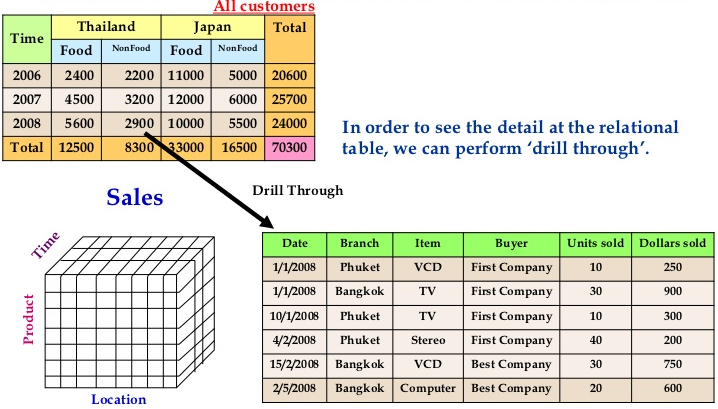 All customers
Time Thailand Japan Total
Food NonFood Food NonFood
2006 2400 2200 11000 5000 20600
2007 4500 3200 12000 6000 25700
2008 5600 2900 10000 5500 24000
Total 12500 8300 33000 16500 70300
In order to see the detail at the relational
table, we can perform ‘drill through’.
Sales
Drill Through
Time
Product
Location
Date Branch Item Buyer Units sold Dollars sold
1/1/2008 Phuket VCD First Company 10 250
1/1/2008 Bangkok TV First Company 30 900
10/1/2008 Phuket TV First Company 10 300
4/2/2008 Phuket Stereo First Company 40 200
15/2/2008 Bangkok VCD Best Company 30 750
2/5/2008 Bangkok Computer Best Company 20 600